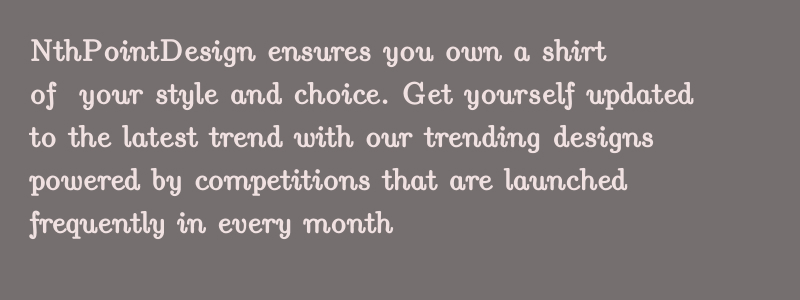 NthPointDesign ensures you own a shirt
of  your style and choice. Get yourself updated
to the latest trend with our trending designs
powered by competitions that are launched
frequently in every month